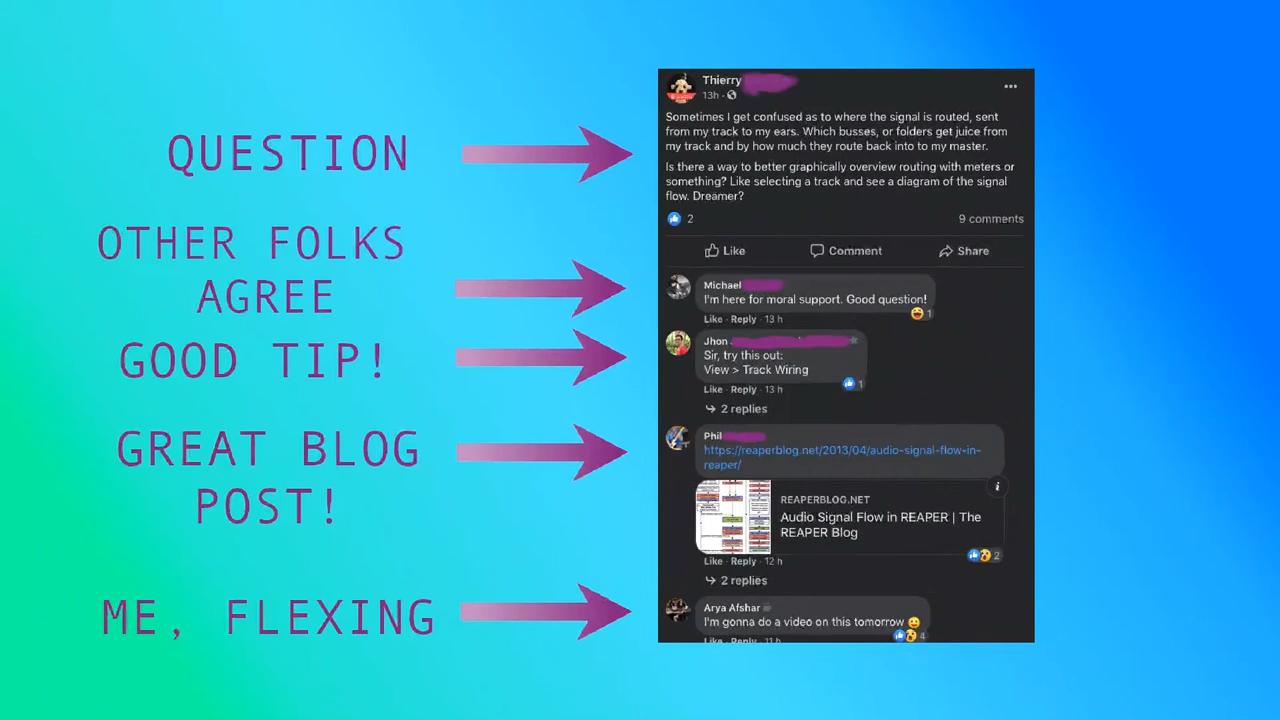 QUESTION
OTHER FOLKS
AGREE
GOOD TIP!
GREAT BLOG
POST!
ME, FLEXING
Thierry
13h
Sometimes I get confused as to where the signal is routed, sent
from my track to my ears. Which busses, or folders get juice from
my track and by how much they route back into to my master.
Is there a way to better graphically overview routing with meters or
something? Like selecting a track and see a diagram of the signal
flow. Dreamer?
2
9 comments
Like
Comment
Share
Michael
I'm here for moral support. Good question!
1
Like · Reply · 13 h
Jhon
Sir, try this out:
View > Track Wiring
1
Like · Reply · 13 h
2 replies
Phil
https://reaperblog.net/2013/04/audio-signal-flow-in-
reaper/
REAPERBLOG.NET
Audio Signal Flow in REAPER | The
REAPER Blog
2
Like · Reply · 12 h
2 replies
Arya Afshar
I'm gonna do a video on this tomorrow
4
Like · Reply · 11 h